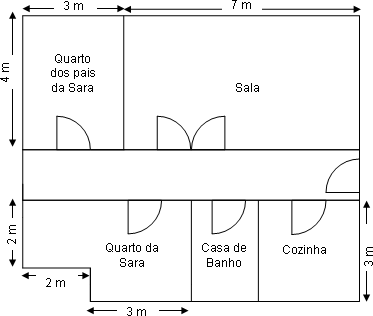 3 m
7 m
4 m
Quarto
dos pais
da Sara
Sala
2 m
Quarto da
Sara
Casa de
Banho
Cozinha
3 m
2 m
3 m